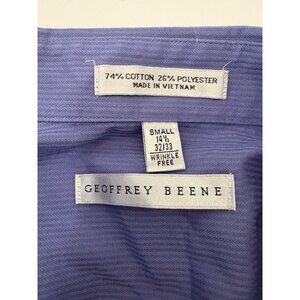 74% COTTON 26% POLYESTER
MADE IN VIETNAM
SMALL
14½
32/33
WRINKLE
FREE
GEOFFREY BEENE